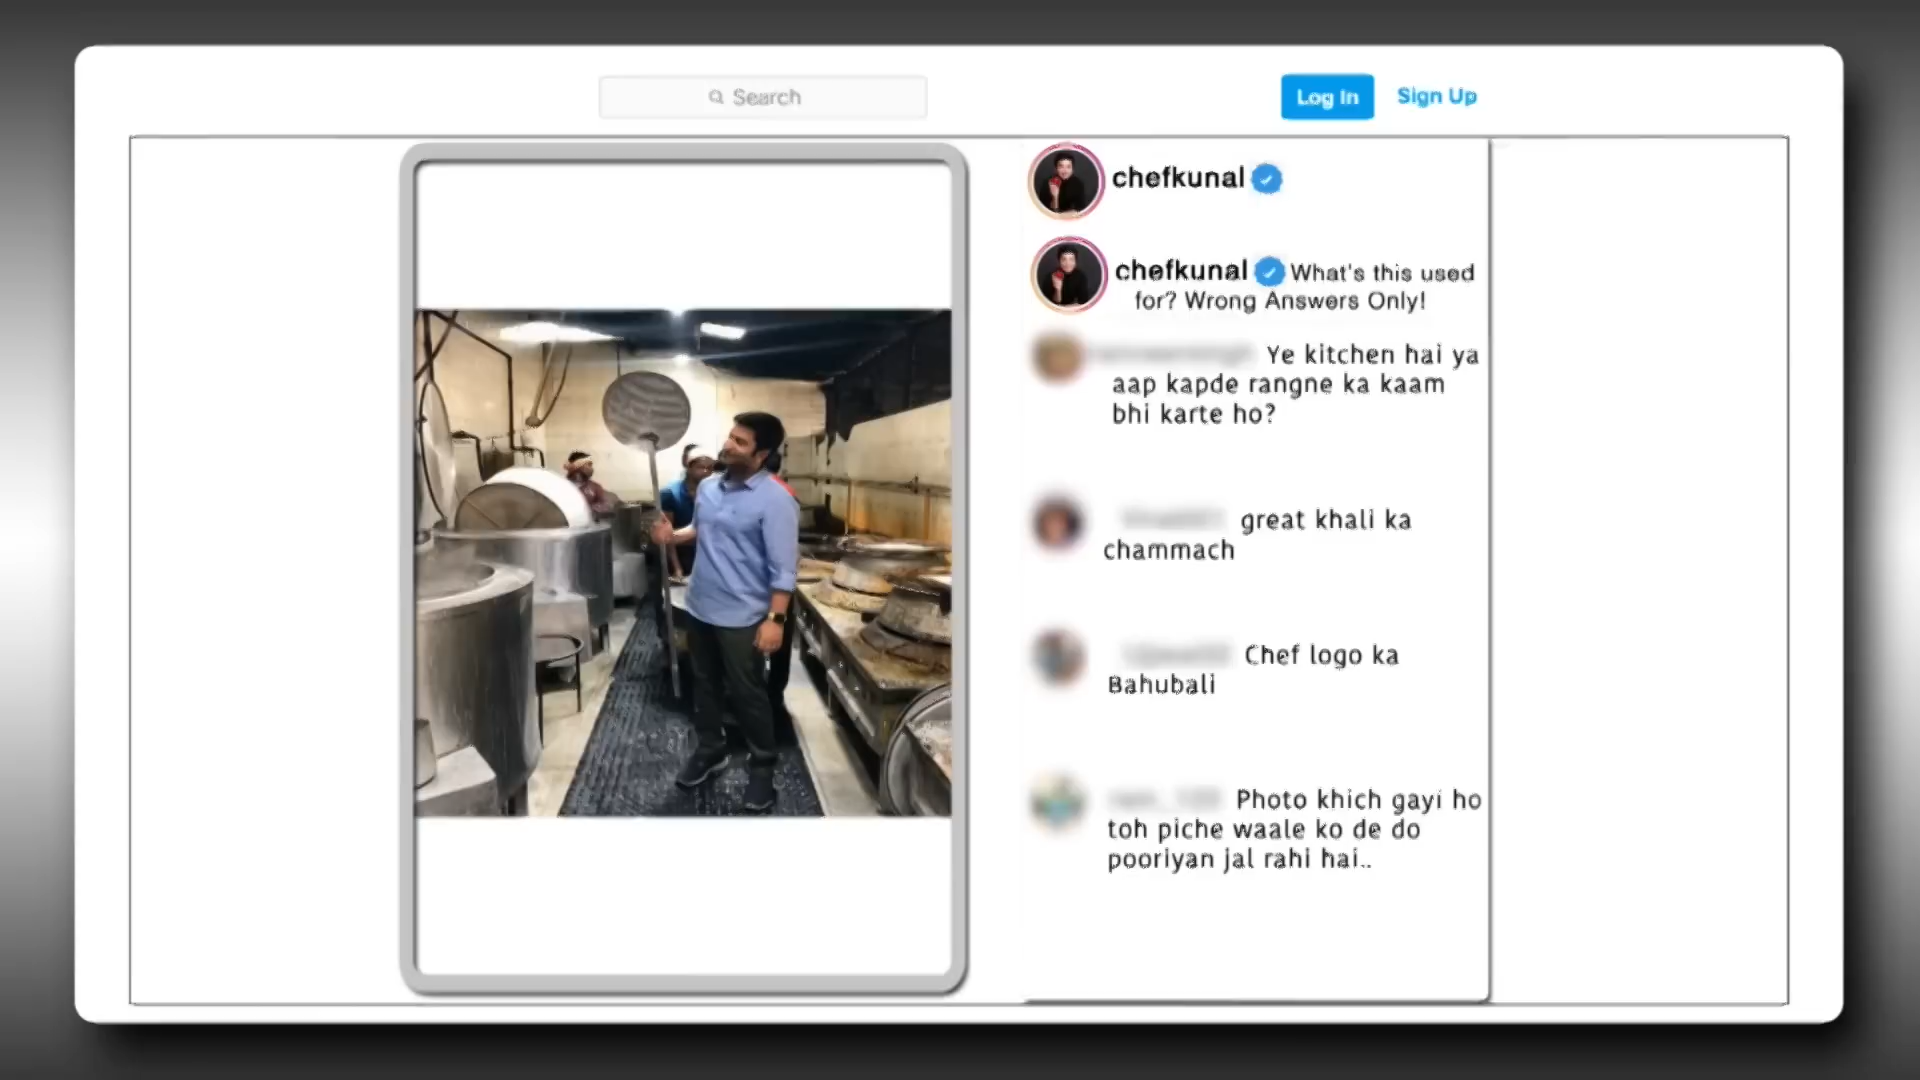 Search
Log In
Sign Up
chefkunal
chefkunal What's this used
for? Wrong Answers Only!
Ye kitchen hai ya
aap kapde rangne ka kaam
bhi karte ho?
great khali ka
chammach
Chef logo ka
Bahubali
Photo khich gayi ho
toh piche waale ko de do
pooriyan jal rahi hai..